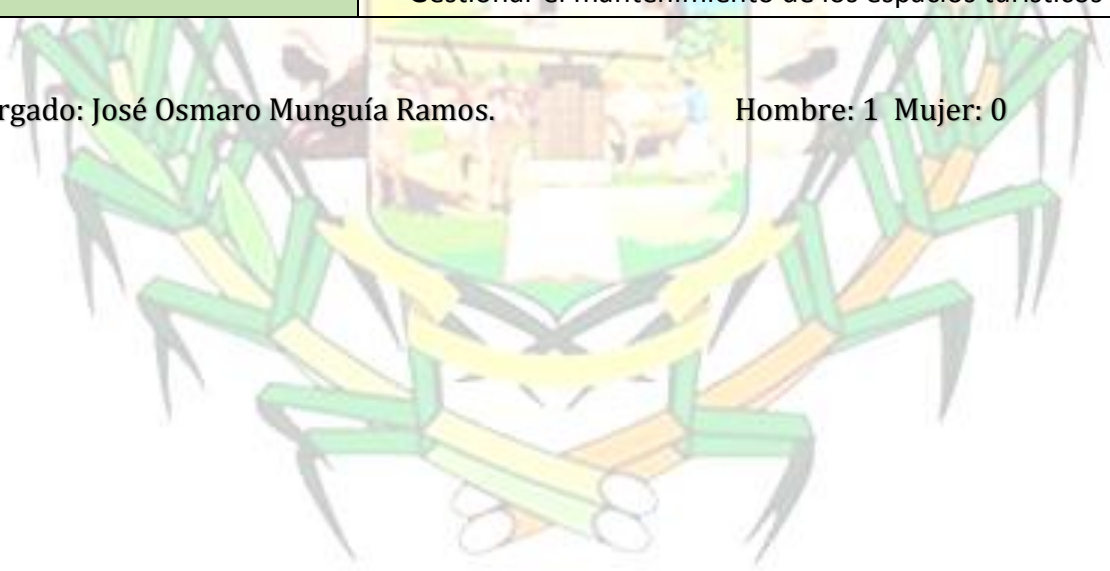 Gestionar el mantenimiento de los espacios turísticos
rgado: José Osmaro Munguía Ramos. Hombre: 1 Mujer: 0